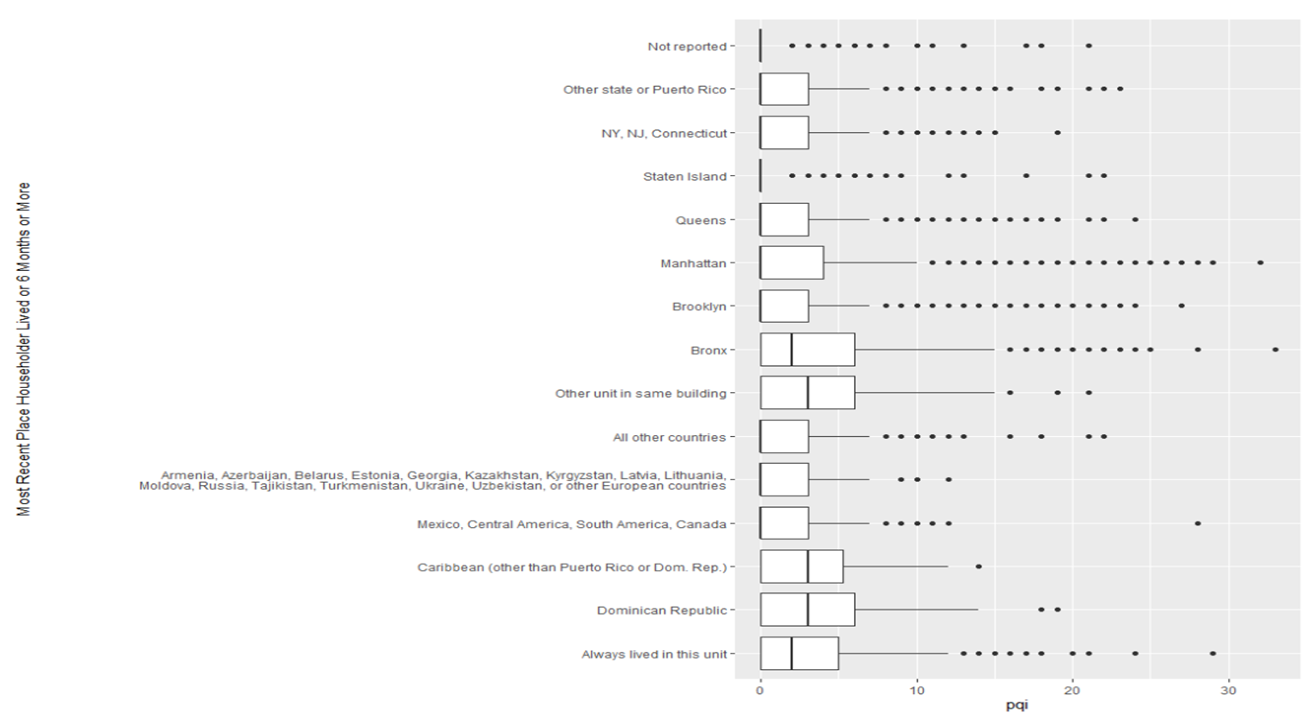 Most Recent Place Householder Lived or 6 Months or More
Not reported
Other state or Puerto Rico
NY, NJ, Connecticut
Staten Island
Queens
Manhattan
Brooklyn
Bronx
Other unit in same building
All other countries
Armenia, Azerbaijan, Belarus, Estonia, Georgia, Kazakhstan, Kyrgyzstan, Latvia, Lithuania,
Moldova, Russia, Tajikistan, Turkmenistan, Ukraine, Uzbekistan, or other European countries
Mexico, Central America, South America, Canada
Caribbean (other than Puerto Rico or Dom. Rep.)
Dominican Republic
Always lived in this unit
0 10 20 30
pqi